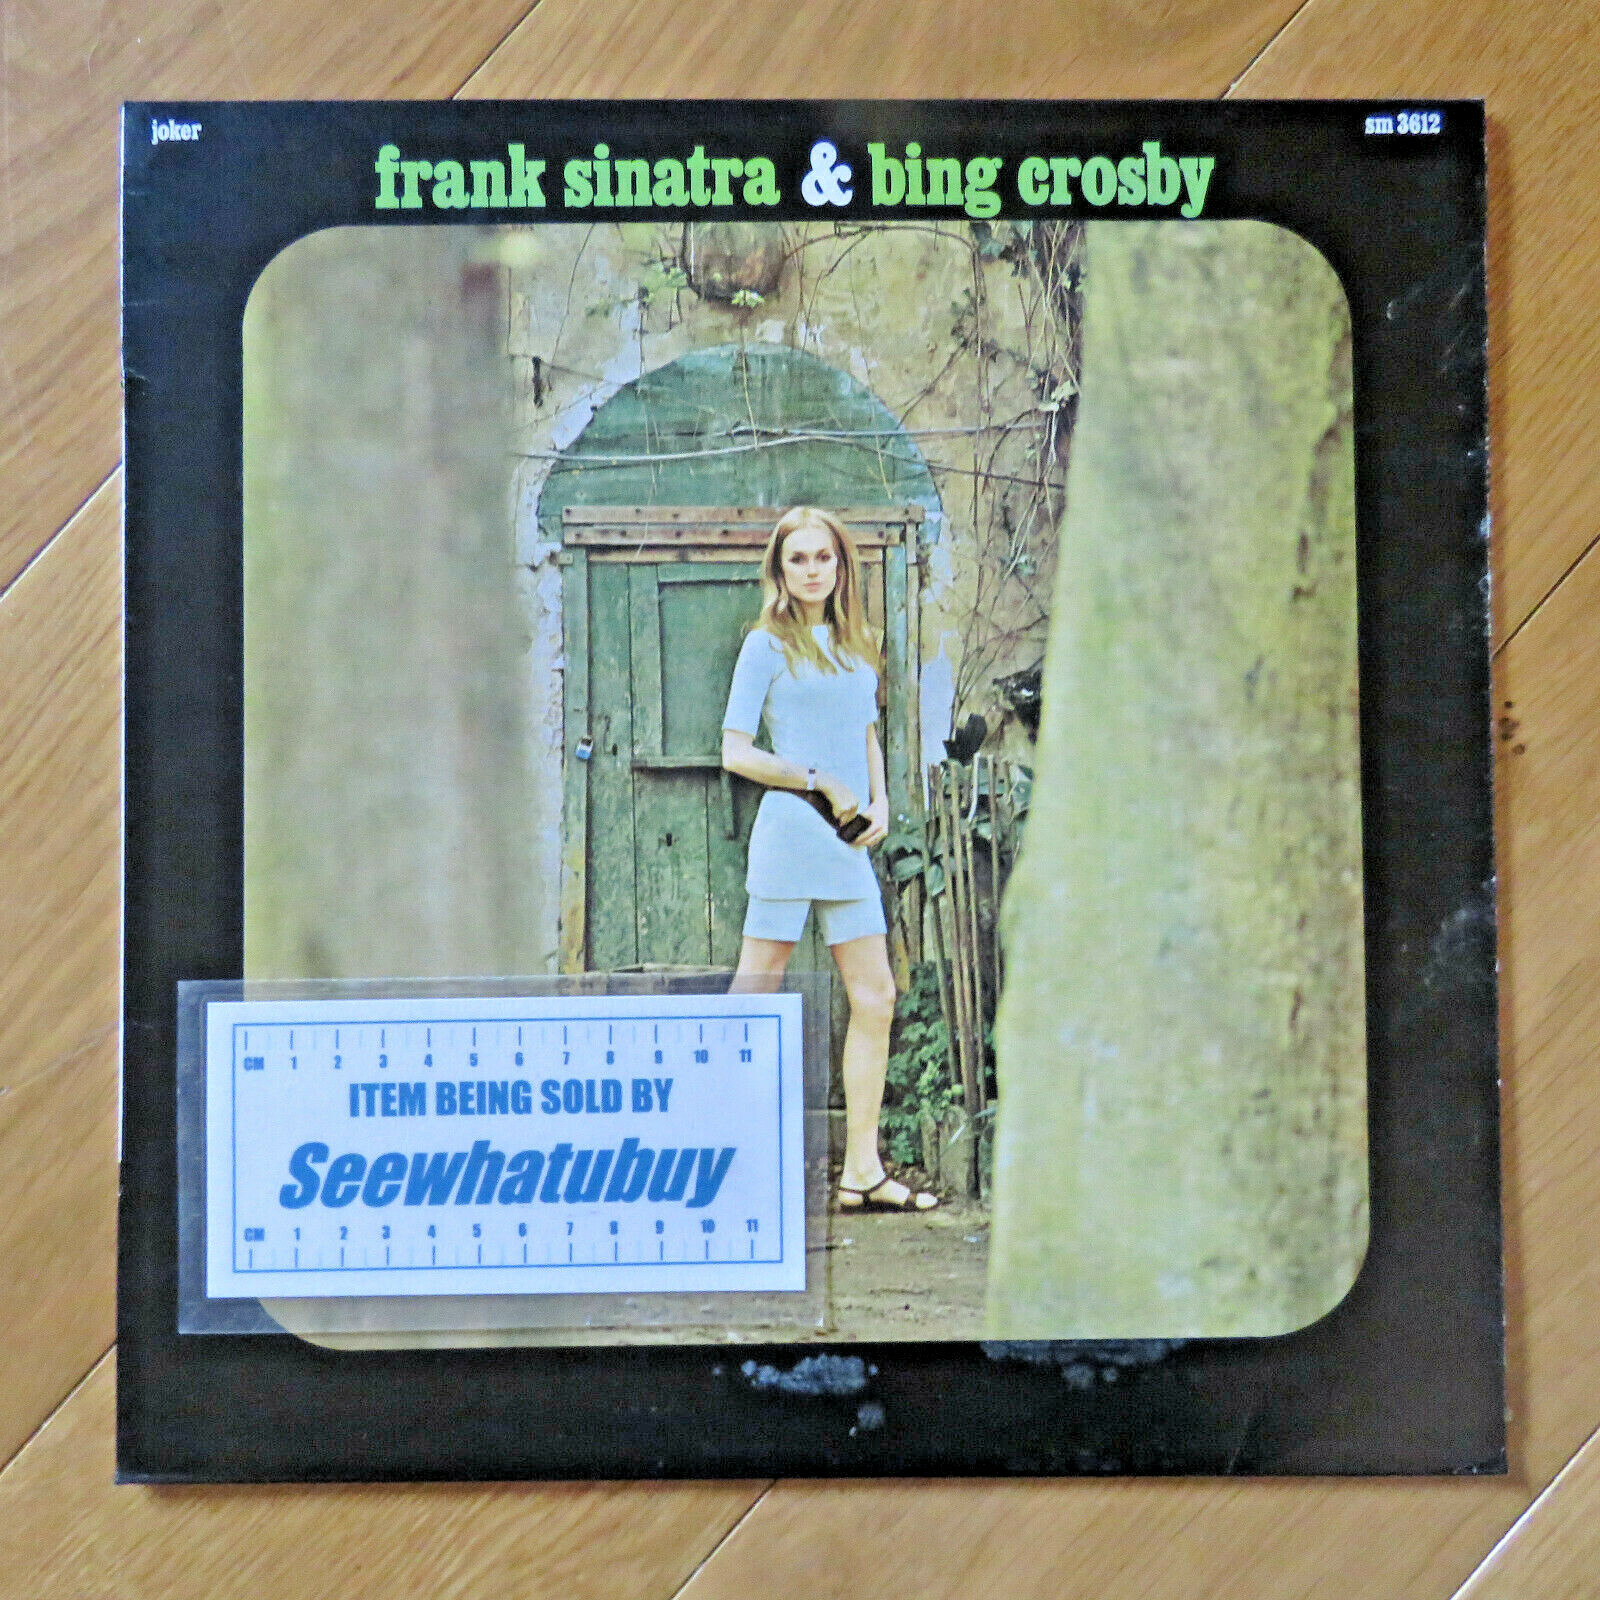 joker
sm 3612
frank sinatra & bing crosby
CM 1 2 3 4 5 6 7 8 9 10 11
ITEM BEING SOLD BY
Seewhatubuy
CM 1 2 3 4 5 6 7 8 9 10 11